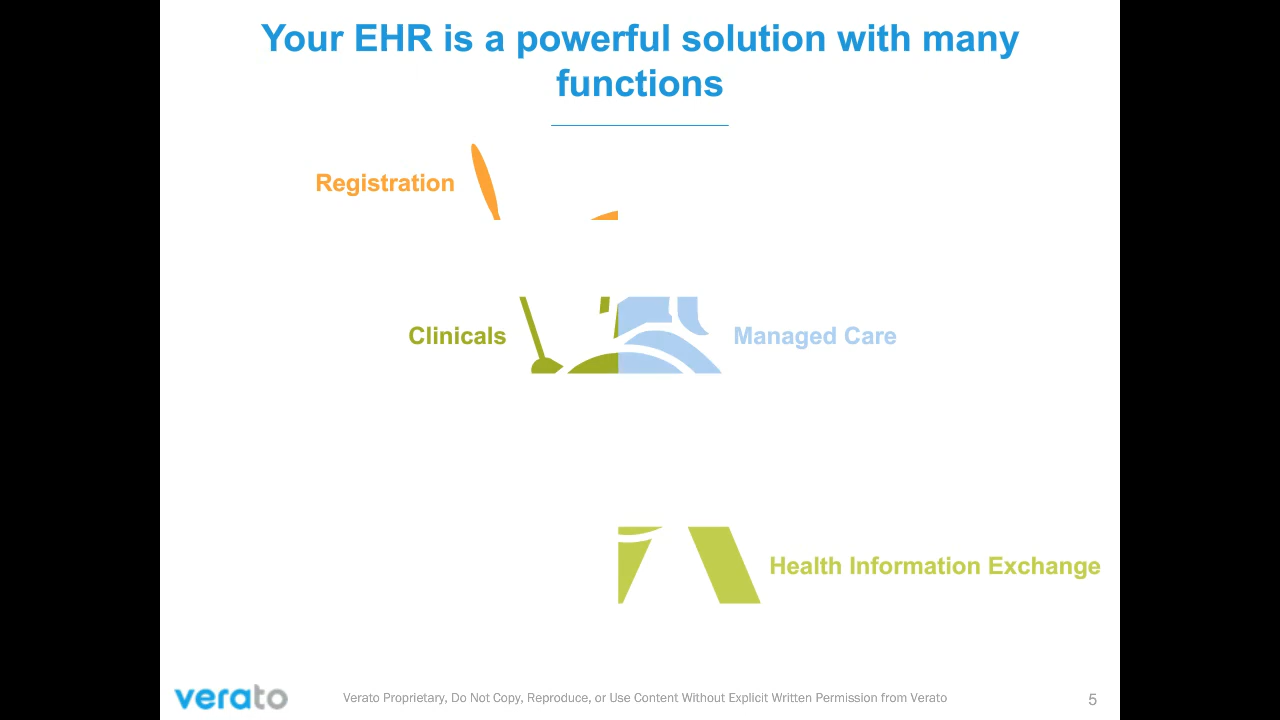 Your EHR is a powerful solution with many
functions
Registration
Clinicals
Managed Care
Health Information Exchange
verato
Verato Proprietary, Do Not Copy, Reproduce, or Use Content Without Explicit Written Permission from Verato
5